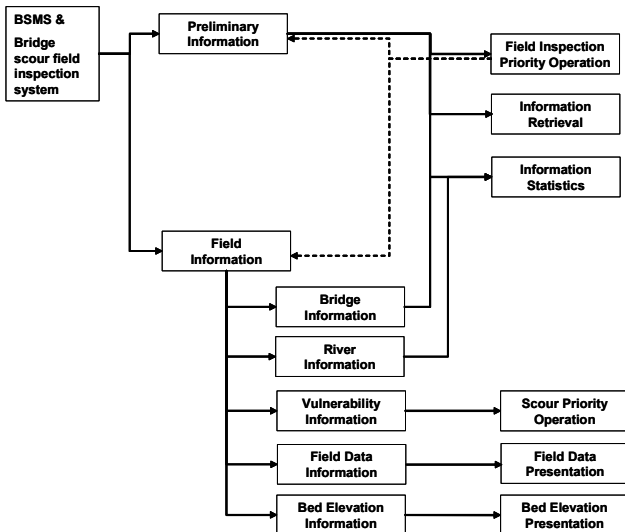 BSMS &
Bridge
scour field
inspection
system
Preliminary
Information
Field Inspection
Priority Operation
Information
Retrieval
Information
Statistics
Field
Information
Bridge
Information
River
Information
Vulnerability
Information
Scour Priority
Operation
Field Data
Information
Field Data
Presentation
Bed Elevation
Information
Bed Elevation
Presentation